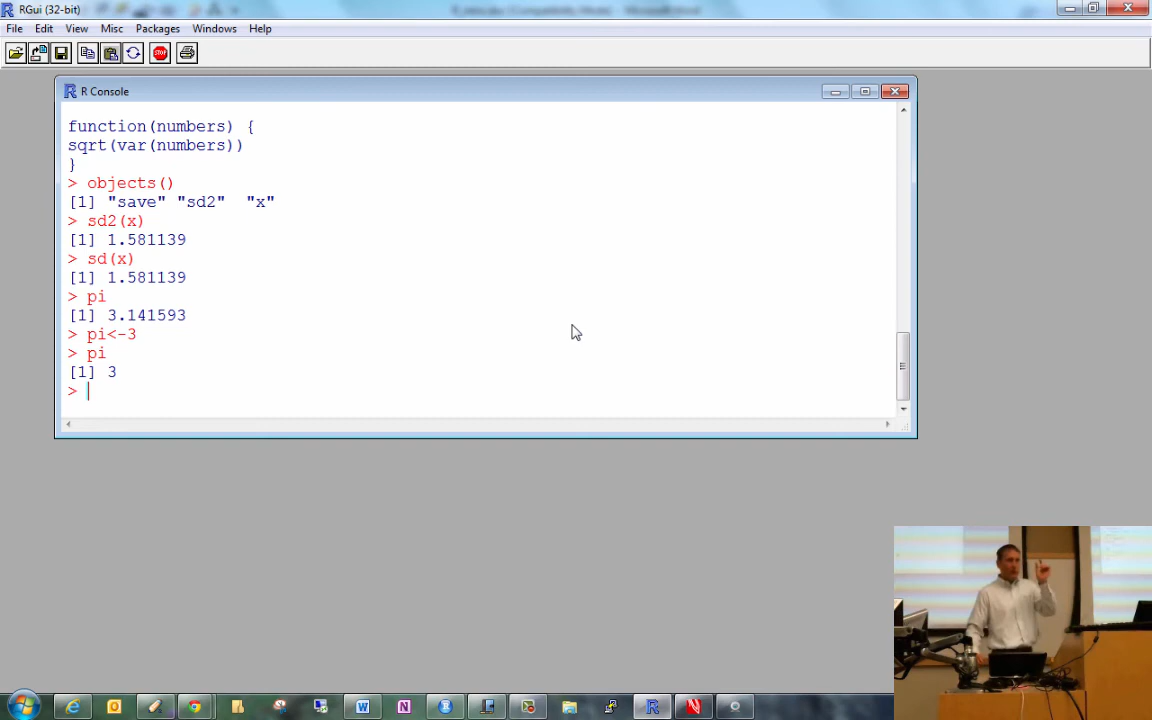 RGui (32-bit)
File Edit View Misc Packages Windows Help
STOP
R Console
function(numbers) {
sqrt(var(numbers))
}
> objects()
[1] "save" "sd2" "x"
> sd2(x)
[1] 1.581139
> sd(x)
[1] 1.581139
> pi
[1] 3.141593
> pi<-3
> pi
[1] 3
>